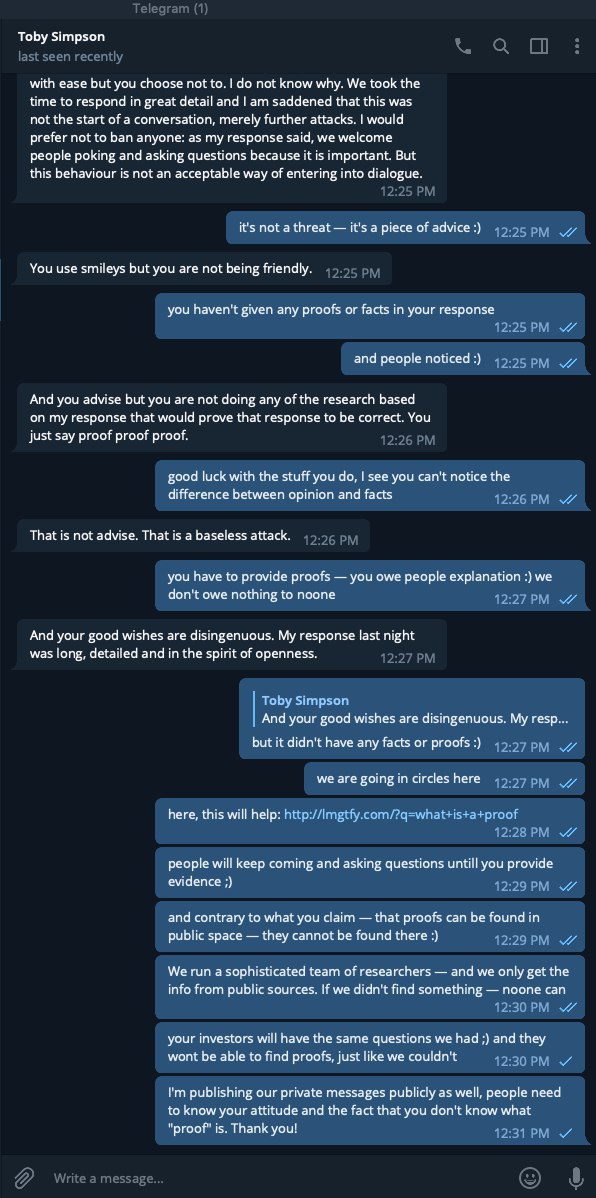 Telegram (1)
Toby Simpson
last seen recently
with ease but you choose not to. I do not know why. We took the
time to respond in great detail and I am saddened that this was
not the start of a conversation, merely further attacks. I would
prefer not to ban anyone: as my response said, we welcome
people poking and asking questions because it is important. But
this behaviour is not an acceptable way of entering into dialogue.
12:25 PM
it's not a threat — it's a piece of advice :) 12:25 PM
You use smileys but you are not being friendly. 12:25 PM
you haven't given any proofs or facts in your response
12:25 PM
and people noticed :) 12:25 PM
And you advise but you are not doing any of the research based
on my response that would prove that response to be correct. You
just say proof proof proof. 12:26 PM
good luck with the stuff you do, I see you can't notice the
difference between opinion and facts 12:26 PM
That is not advise. That is a baseless attack. 12:26 PM
you have to provide proofs — you owe people explanation :) we
don't owe nothing to noone 12:27 PM
And your good wishes are disingenuous. My response last night
was long, detailed and in the spirit of openness. 12:27 PM
Toby Simpson
And your good wishes are disingenuous. My resp...
but it didn't have any facts or proofs :) 12:27 PM
we are going in circles here 12:27 PM
here, this will help: http://lmgtfy.com/?q=what+is+a+proof
12:28 PM
people will keep coming and asking questions untill you provide
evidence ;) 12:29 PM
and contrary to what you claim — that proofs can be found in
public space — they cannot be found there :) 12:29 PM
We run a sophisticated team of researchers — and we only get the
info from public sources. If we didn't find something — noone can
12:30 PM
your investors will have the same questions we had ;) and they
wont be able to find proofs, just like we couldn't 12:30 PM
I'm publishing our private messages publicly as well, people need
to know your attitude and the fact that you don't know what
"proof" is. Thank you! 12:31 PM
Write a message...